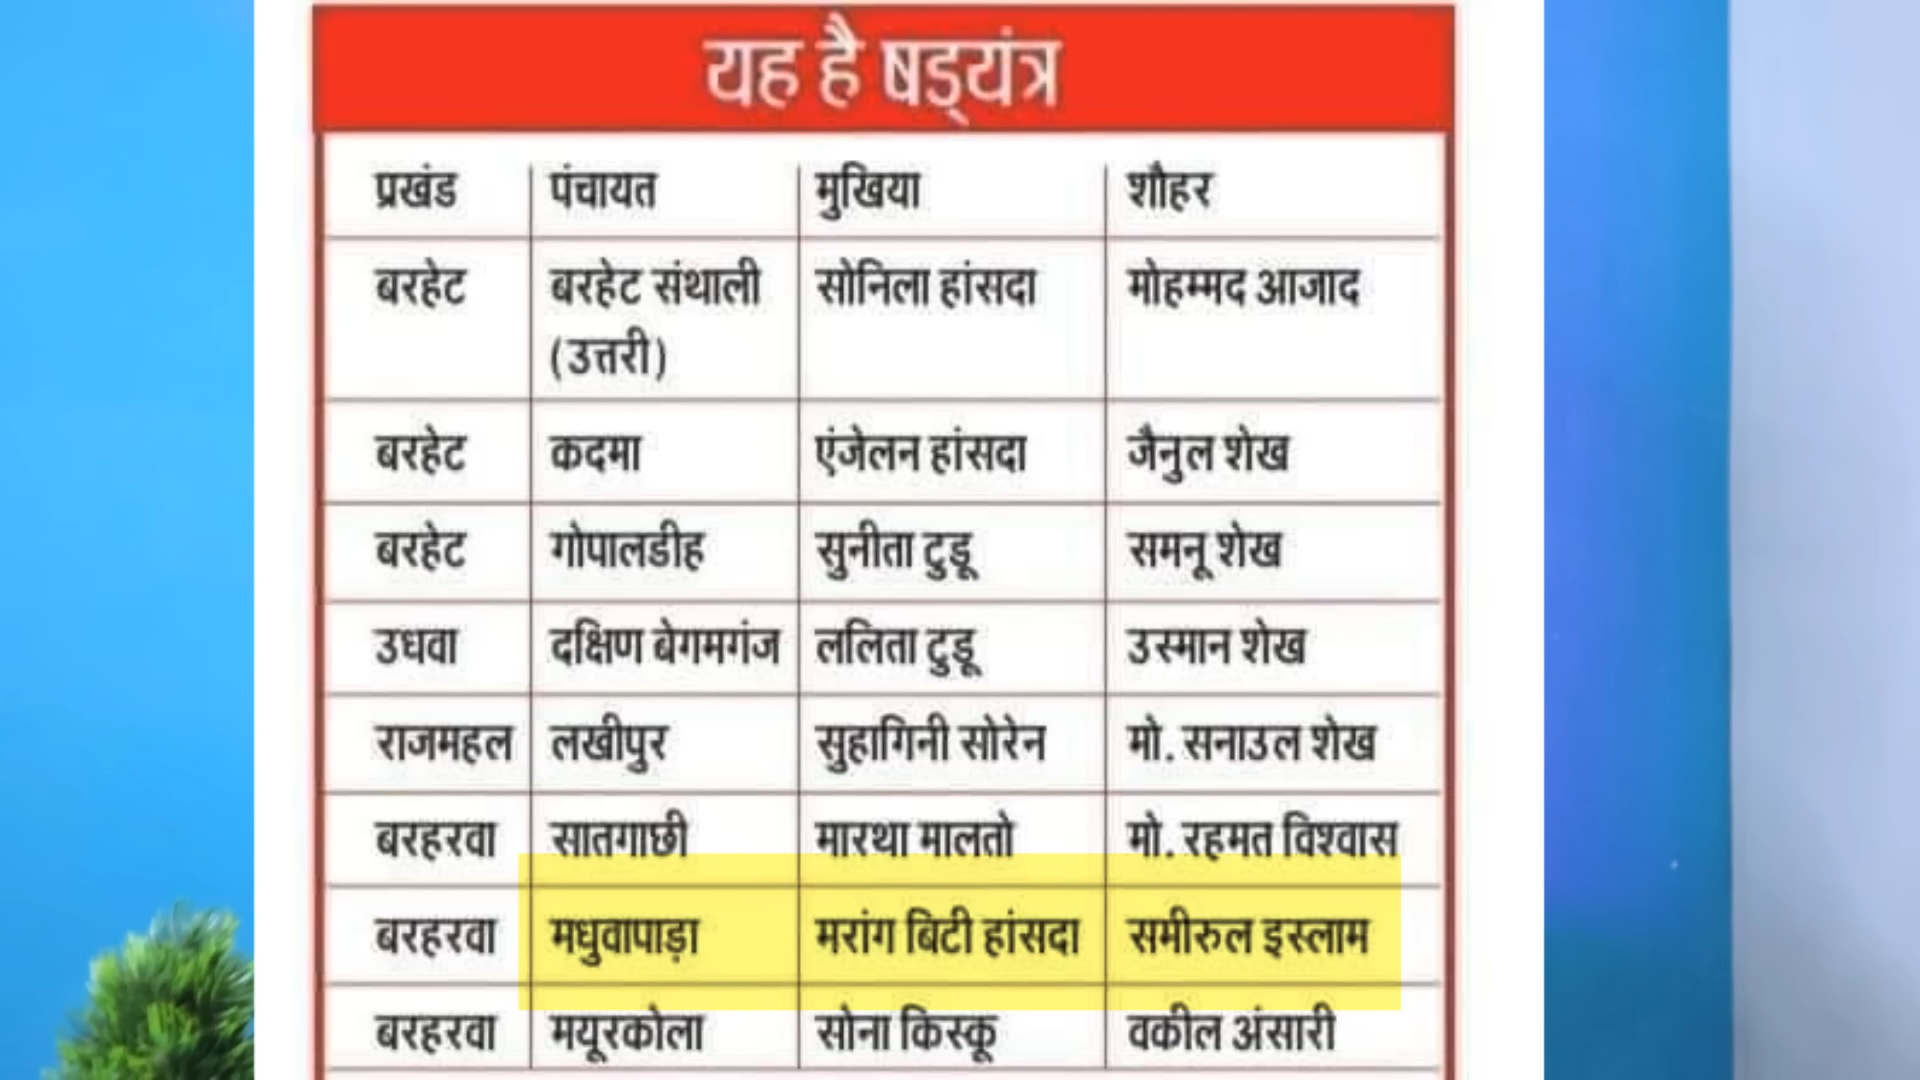 यह है षड्यंत्र
प्रखंड पंचायत मुखिया शौहर
बरहेट बरहेट संथाली सोनिला हांसदा मोहम्मद आजाद
(उत्तरी)
बरहेट कदमा एंजेलन हांसदा जैनुल शेख
बरहेट गोपालडीह सुनीता टुडू समनू शेख
उधवा दक्षिण बेगमगंज ललिता टुडू उस्मान शेख
राजमहल लखीपुर सुहागिनी सोरेन मो. सनाउल शेख
बरहरवा सातगाछी मारथा मालतो मो. रहमत विश्वास
बरहरवा मधुवापाड़ा मरांग बिटी हांसदा समीरुल इस्लाम
बरहरवा मयूरकोला सोना किस्कू वकील अंसारी